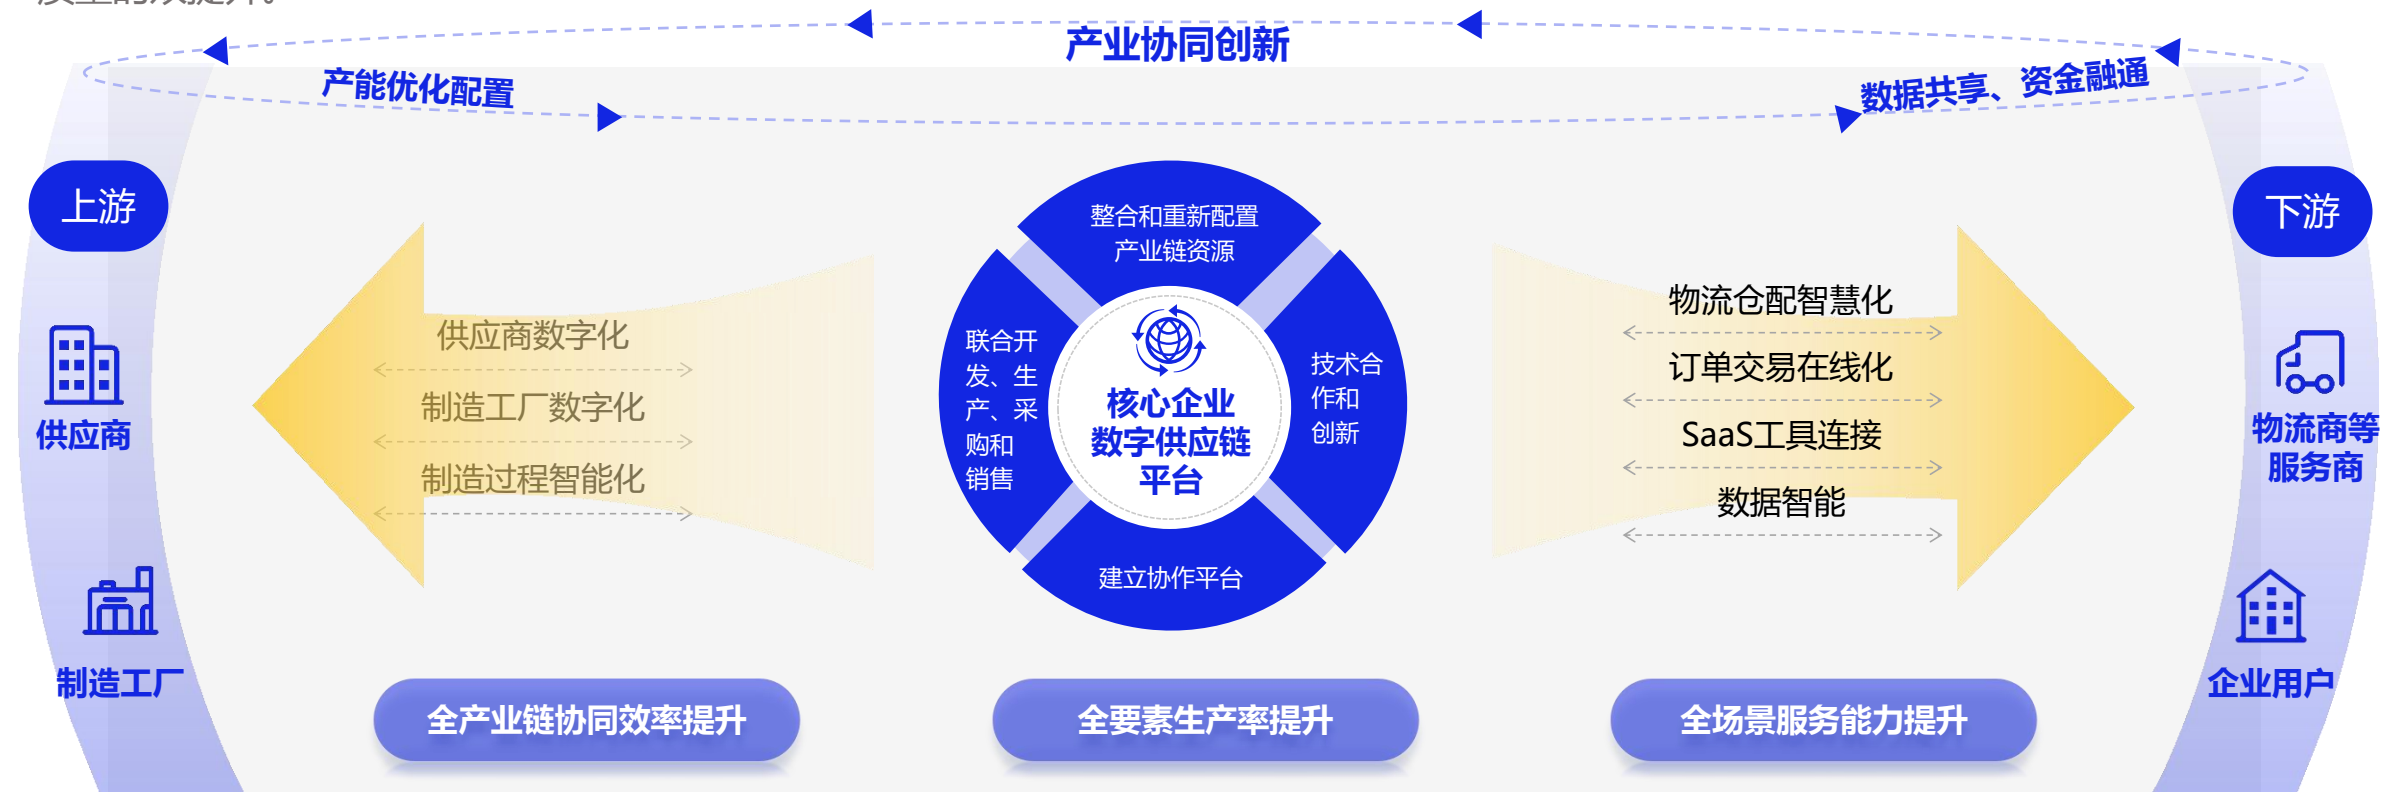 产业协同创新
产能优化配置
数据共享、资金融通
上游
供应商
制造工厂
供应商数字化
制造工厂数字化
制造过程智能化
整合和重新配置
产业链资源
联合开
发、生
产、采
购和
销售
技术合
作和
创新
核心企业
数字供应链
平台
建立协作平台
物流仓配智慧化
订单交易在线化
SaaS工具连接
数据智能
下游
物流商等
服务商
企业用户
全产业链协同效率提升
全要素生产率提升
全场景服务能力提升